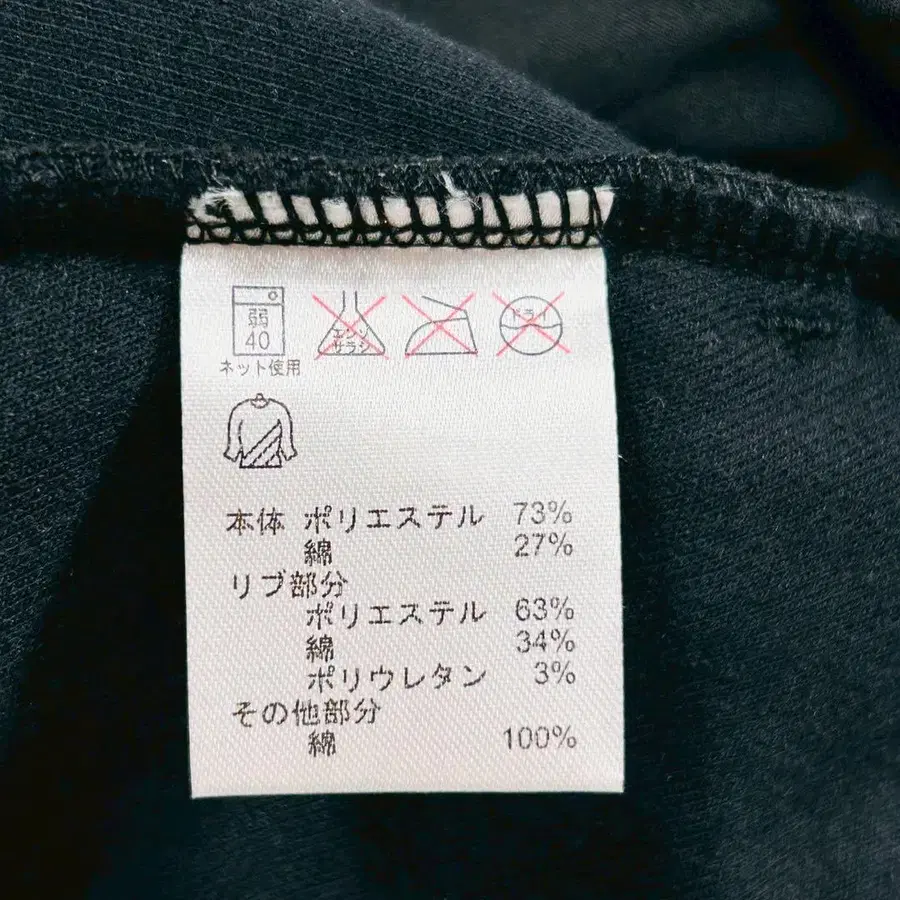 弱
40
ネット使用
エンソ
サラシ
ドライ
本体 ポリエステル 73%
綿 27%
リブ部分
ポリエステル 63%
綿 34%
ポリウレタン 3%
その他部分
綿 100%